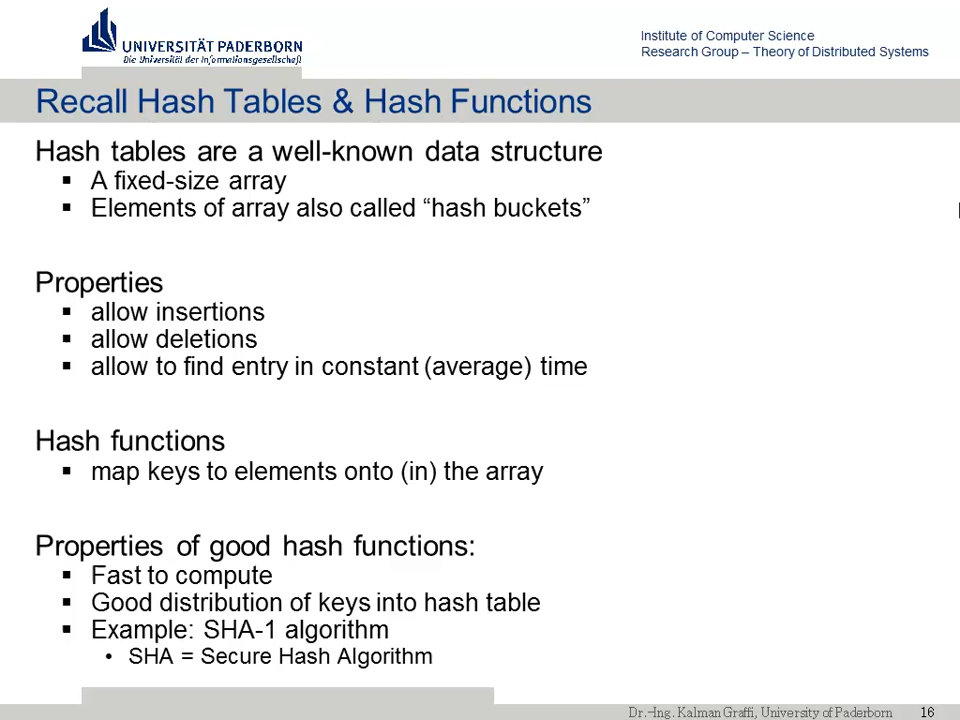 UNIVERSITÄT PADERBORN
Die Universität der Informationsgesellschaft
Institute of Computer Science
Research Group – Theory of Distributed Systems
Recall Hash Tables & Hash Functions
Hash tables are a well-known data structure
▪ A fixed-size array
▪ Elements of array also called “hash buckets”
Properties
▪ allow insertions
▪ allow deletions
▪ allow to find entry in constant (average) time
Hash functions
▪ map keys to elements onto (in) the array
Properties of good hash functions:
▪ Fast to compute
▪ Good distribution of keys into hash table
▪ Example: SHA-1 algorithm
• SHA = Secure Hash Algorithm
Dr.-Ing. Kalman Graffi, University of Paderborn 16